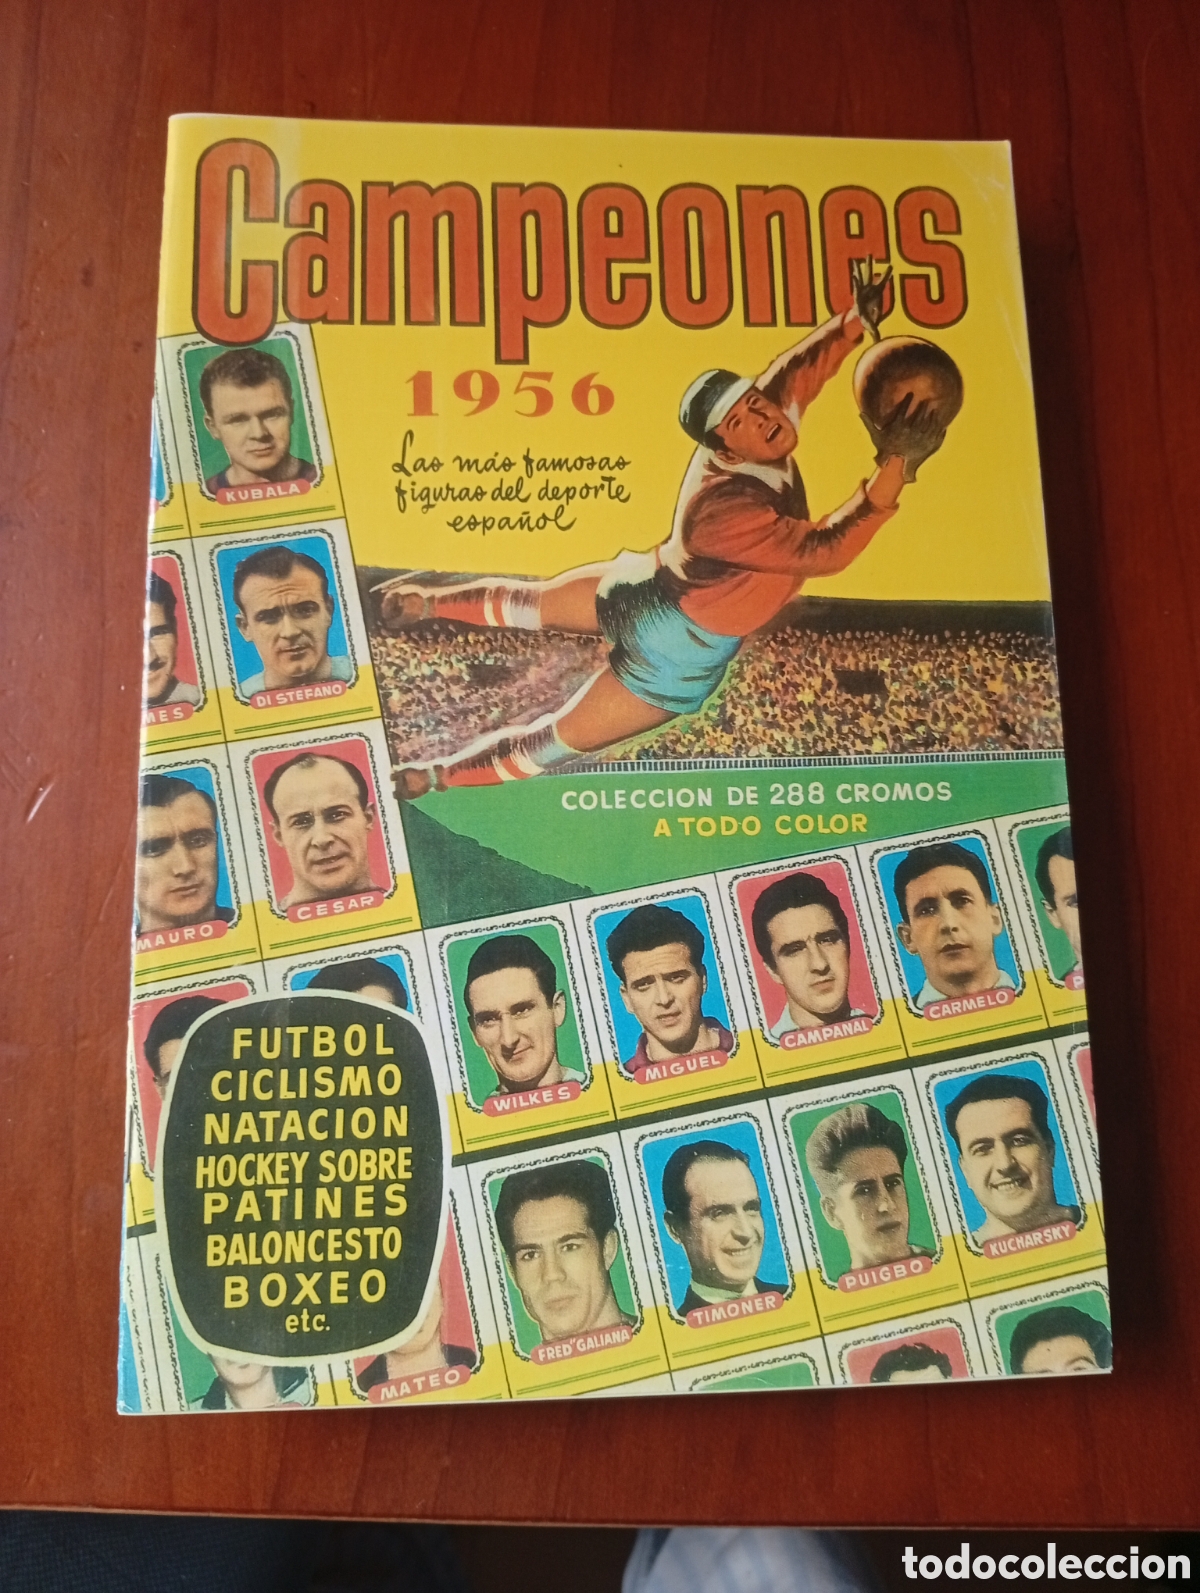 Campeones
1956
Las más famosas
figuras del deporte
español
KUBALA
DI STEFANO
MES
CESAR
MAURO
COLECCION DE 288 CROMOS
A TODO COLOR
WILKES
MIGUEL
CAMPANAL
CARMELO
P
FUTBOL
CICLISMO
NATACION
HOCKEY SOBRE
PATINES
BALONCESTO
BOXEO
etc.
MATEO
FRED "GALIANA
TIMONER
PUIGBO
KUCHARSKY
todocoleccion